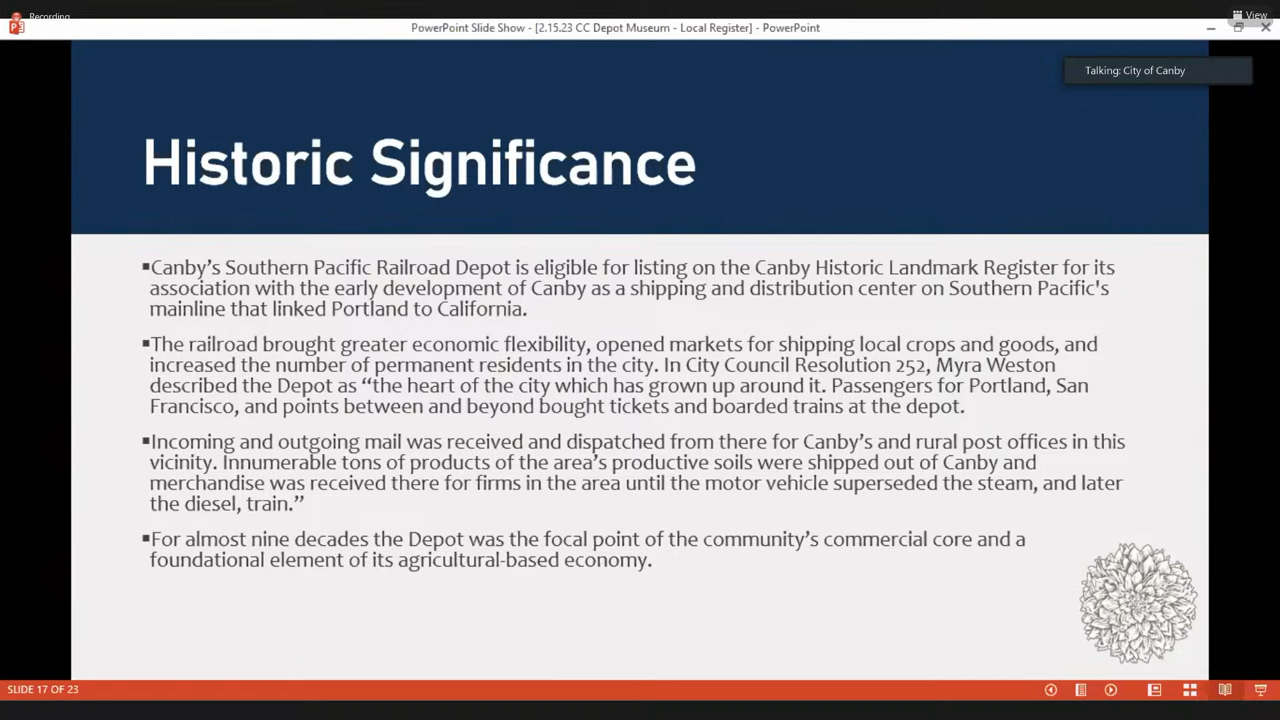 Recording
View
PowerPoint Slide Show - [2.15.23 CC Depot Museum - Local Register] - PowerPoint
Talking: City of Canby
Historic Significance
▪Canby’s Southern Pacific Railroad Depot is eligible for listing on the Canby Historic Landmark Register for its
association with the early development of Canby as a shipping and distribution center on Southern Pacific's
mainline that linked Portland to California.
▪The railroad brought greater economic flexibility, opened markets for shipping local crops and goods, and
increased the number of permanent residents in the city. In City Council Resolution 252, Myra Weston
described the Depot as “the heart of the city which has grown up around it. Passengers for Portland, San
Francisco, and points between and beyond bought tickets and boarded trains at the depot.
▪Incoming and outgoing mail was received and dispatched from there for Canby’s and rural post offices in this
vicinity. Innumerable tons of products of the area’s productive soils were shipped out of Canby and
merchandise was received there for firms in the area until the motor vehicle superseded the steam, and later
the diesel, train.”
▪For almost nine decades the Depot was the focal point of the community’s commercial core and a
foundational element of its agricultural-based economy.
SLIDE 17 OF 23